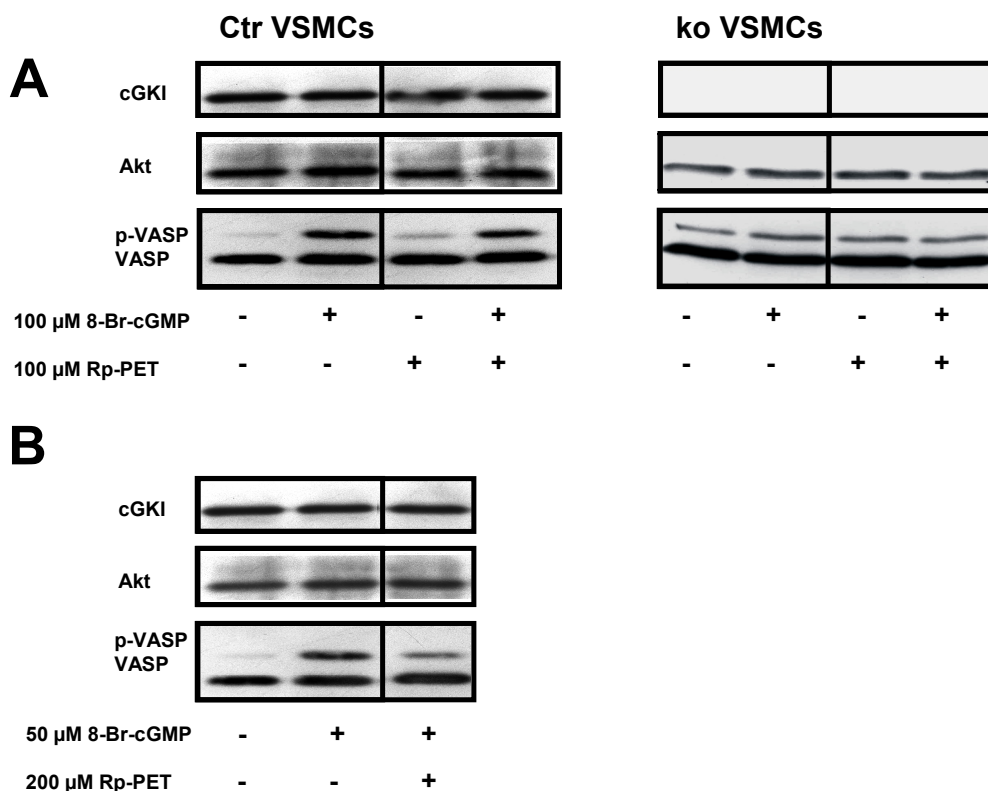 Ctr VSMCs ko VSMCs
A
cGKI
Akt
p-VASP
VASP
100 µM 8-Br-cGMP - + - + - + - +
100 µM Rp-PET - - + + - - + +
B
cGKI
Akt
p-VASP
VASP
50 µM 8-Br-cGMP - + +
200 µM Rp-PET - - +